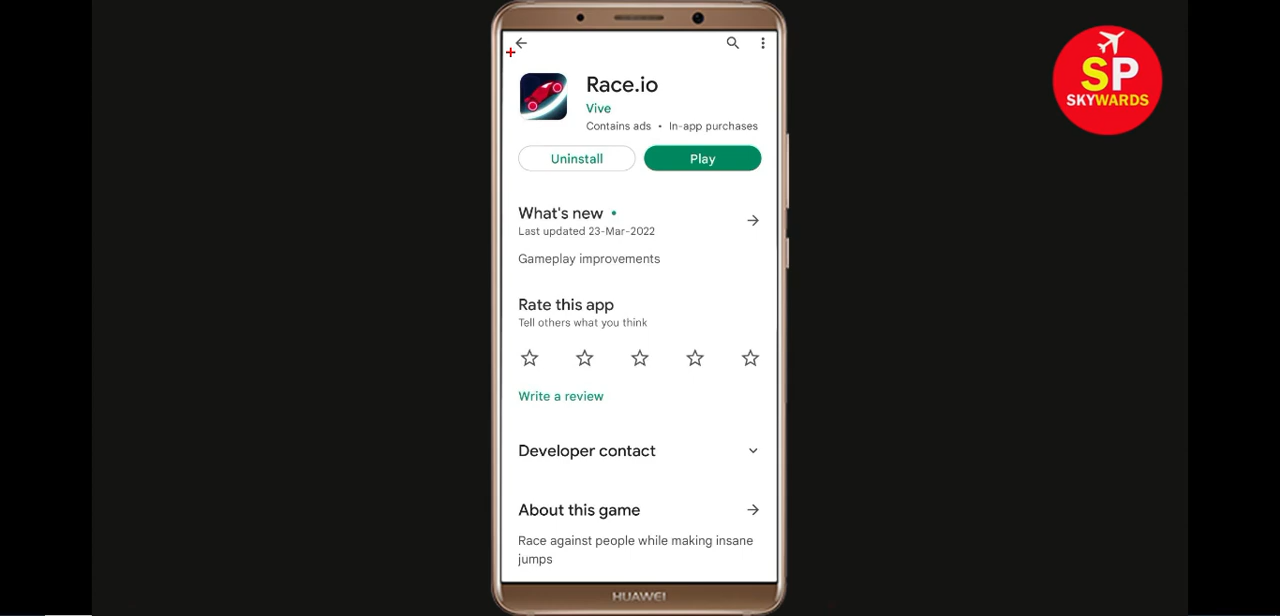 Race.io
Vive
Contains ads • In-app purchases
Uninstall
Play
What's new •
Last updated 23-Mar-2022
Gameplay improvements
Rate this app
Tell others what you think
Write a review
Developer contact
About this game
Race against people while making insane
jumps
HUAWEI
SP
SKYWARDS